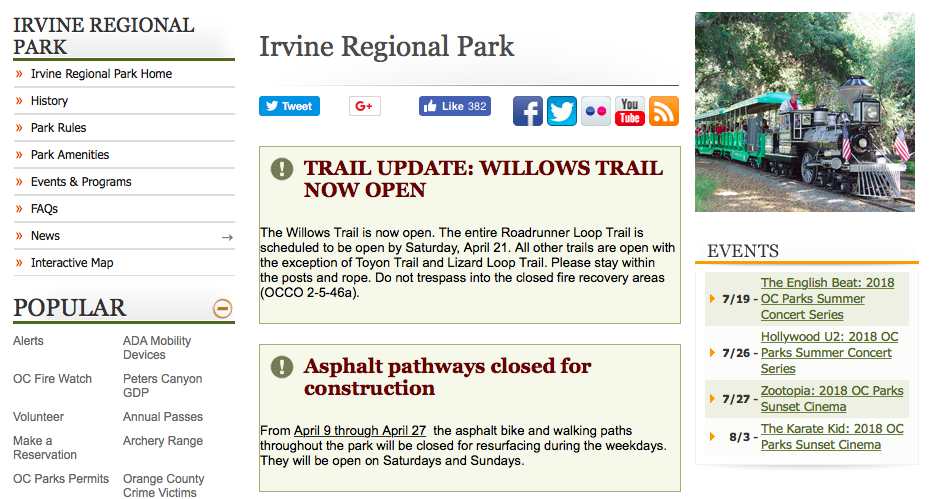 IRVINE REGIONAL
PARK
» Irvine Regional Park Home
» History
» Park Rules
» Park Amenities
» Events & Programs
» FAQs
» News →
» Interactive Map
POPULAR
Alerts
ADA Mobility
Devices
OC Fire Watch
Peters Canyon
GDP
Volunteer
Annual Passes
Make a
Reservation
Archery Range
OC Parks Permits
Orange County
Crime Victims
Irvine Regional Park
Tweet
G+
Like 382
You
Tube
TRAIL UPDATE: WILLOWS TRAIL
NOW OPEN
The Willows Trail is now open. The entire Roadrunner Loop Trail is
scheduled to be open by Saturday, April 21. All other trails are open with
the exception of Toyon Trail and Lizard Loop Trail. Please stay within
the posts and rope. Do not trespass into the closed fire recovery areas
(OCCO 2-5-46a).
Asphalt pathways closed for
construction
From April 9 through April 27 the asphalt bike and walking paths
throughout the park will be closed for resurfacing during the weekdays.
They will be open on Saturdays and Sundays.
EVENTS
7/19 - The English Beat: 2018
OC Parks Summer
Concert Series
7/26 - Hollywood U2: 2018 OC
Parks Summer Concert
Series
7/27 - Zootopia: 2018 OC Parks
Sunset Cinema
8/3 - The Karate Kid: 2018 OC
Parks Sunset Cinema